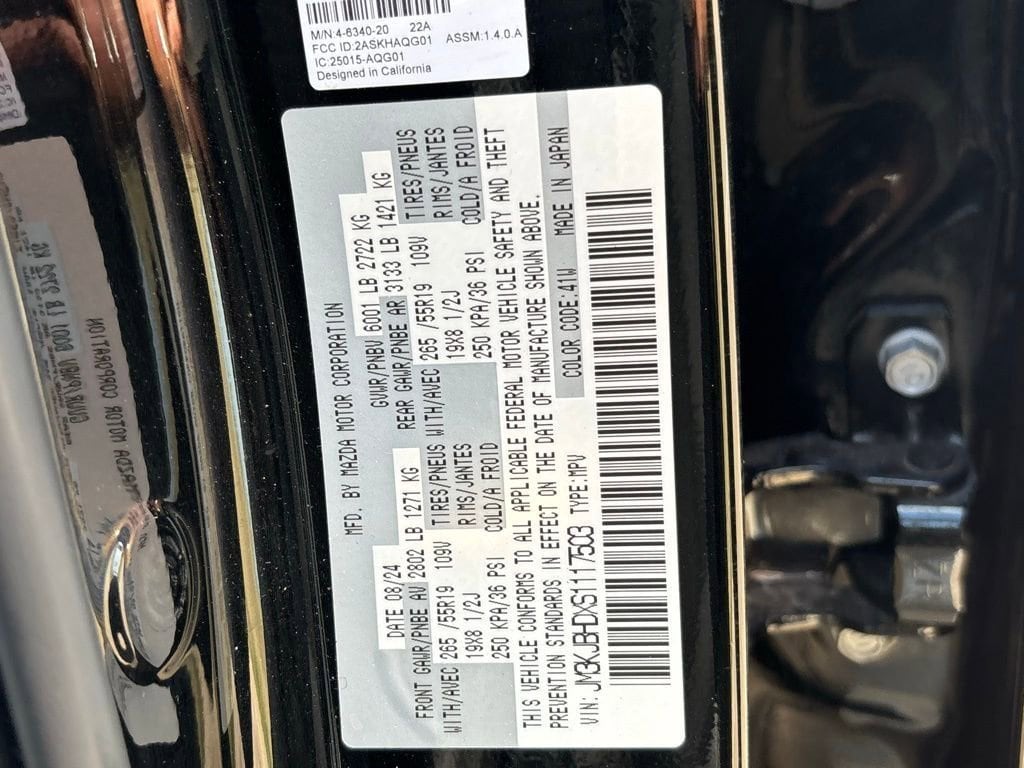 M/N:4-6340-20 22A
FCC ID:2ASKHAQG01 ASSM:1.4.0.A
IC:25015-AQG01
Designed in California
MFD. BY MAZDA MOTOR CORPORATION
DATE 08/24 GVWR/PNBV 6001 LB 2722 KG
FRONT GAWR/PNBE AV 2802 LB 1271 KG REAR GAWR/PNBE AR 3133 LB 1421 KG
WITH/AVEC 265 /55R19 109V TIRES/PNEUS WITH/AVEC 265 /55R19 109V TIRES/PNEUS
19X8 1/2J RIMS/JANTES 19X8 1/2J RIMS/JANTES
250 KPA/36 PSI COLD/A FROID 250 KPA/36 PSI COLD/A FROID
THIS VEHICLE CONFORMS TO ALL APPLICABLE FEDERAL MOTOR VEHICLE SAFETY AND THEFT
PREVENTION STANDARDS IN EFFECT ON THE DATE OF MANUFACTURE SHOWN ABOVE.
COLOR CODE:41W MADE IN JAPAN
VIN:JM3KJBHDXS1117503 TYPE:MPV